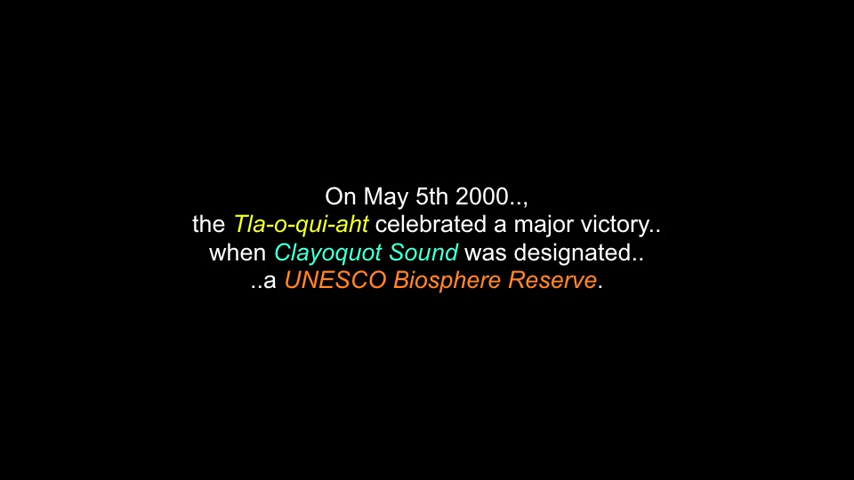 On May 5th 2000..,
the Tla-o-qui-aht celebrated a major victory..
when Clayoquot Sound was designated..
..a UNESCO Biosphere Reserve.